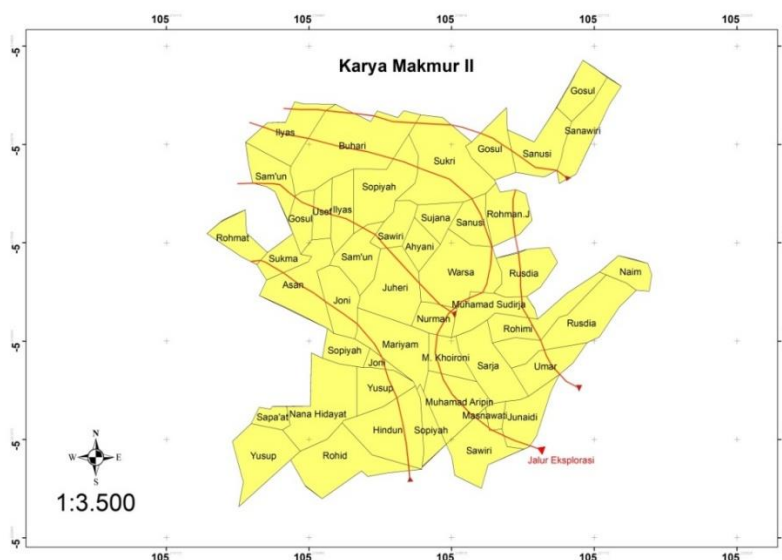 105
105
105
105
105
-5
-5
-5
-5
-5
-5
Karya Makmur II
Gosul
Sanawiri
Ilyas
Buhari
Sukri
Gosul
Sanusi
Sam'un
Sopiyah
Gosul
Usef
Ilyas
Sujana
Sanusi
Rohman.J
Rohmat
Sawiri
Ahyani
Sukma
Sam'un
Warsa
Rusdia
Naim
Asan
Joni
Juheri
Muhamad Sudirja
Nurman
Rohimi
Rusdia
Sopiyah
Mariyam
Joni
M. Khoironi
Sarja
Umar
Yusup
Muhamad Aripin
Sapa'at
Nana Hidayat
Hindun
Sopiyah
Masnawati
Junaidi
Yusup
Rohid
Sawiri
Jalur Eksplorasi
N
W
E
S
1:3.500
105
105
105
105
105